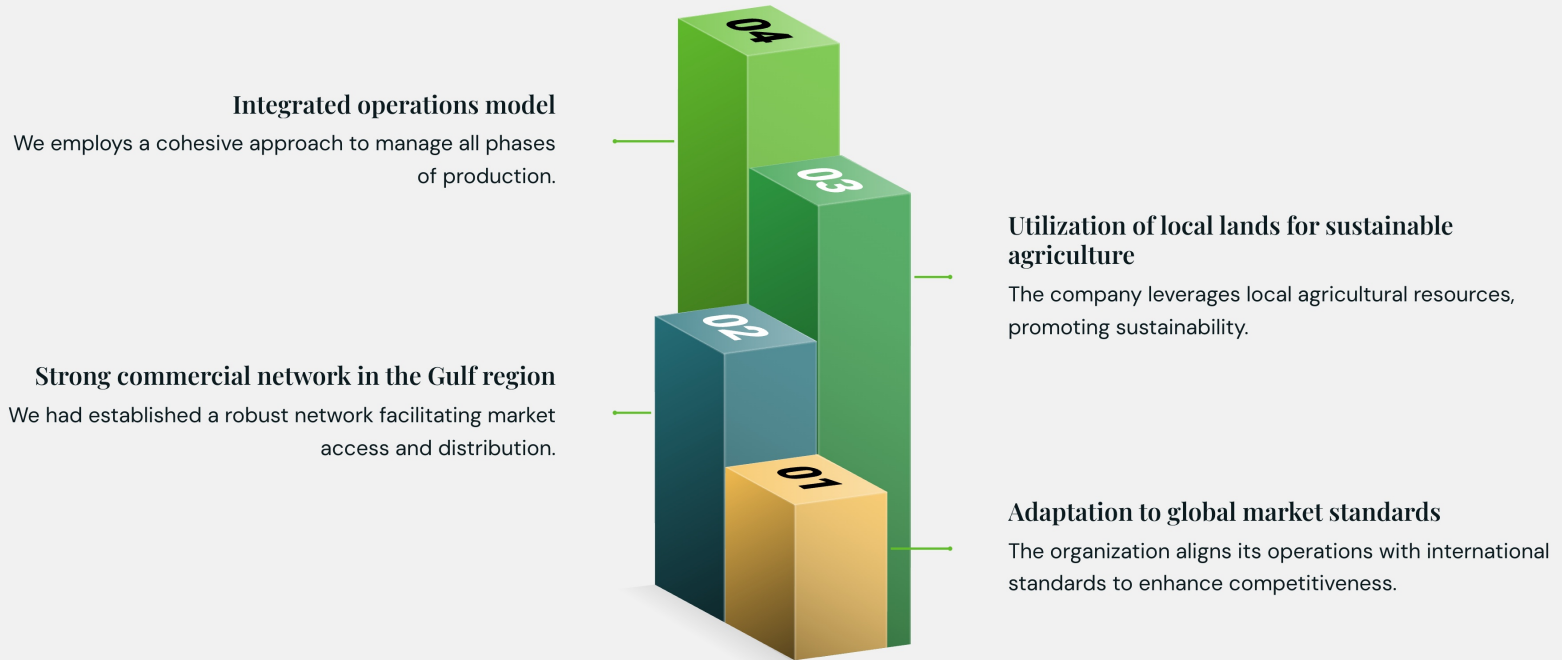 04
Integrated operations model
We employs a cohesive approach to manage all phases
of production.
03
Utilization of local lands for sustainable
agriculture
The company leverages local agricultural resources,
promoting sustainability.
02
Strong commercial network in the Gulf region
We had established a robust network facilitating market
access and distribution.
01
Adaptation to global market standards
The organization aligns its operations with international
standards to enhance competitiveness.